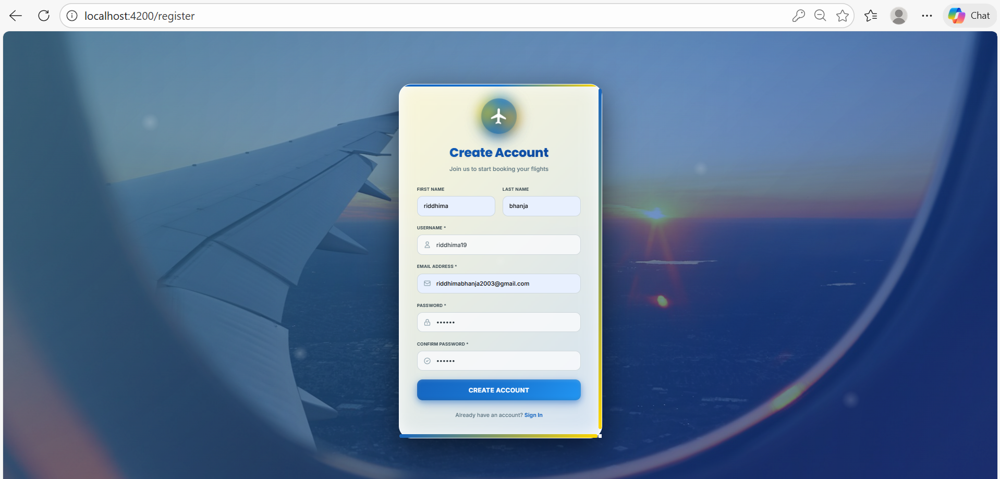 localhost:4200/register
Chat
Create Account
Join us to start booking your flights
FIRST NAME LAST NAME
riddhima bhanja
USERNAME *
riddhima19
EMAIL ADDRESS *
riddhimabhanja2003@gmail.com
PASSWORD *
••••••
CONFIRM PASSWORD *
••••••
CREATE ACCOUNT
Already have an account? Sign In